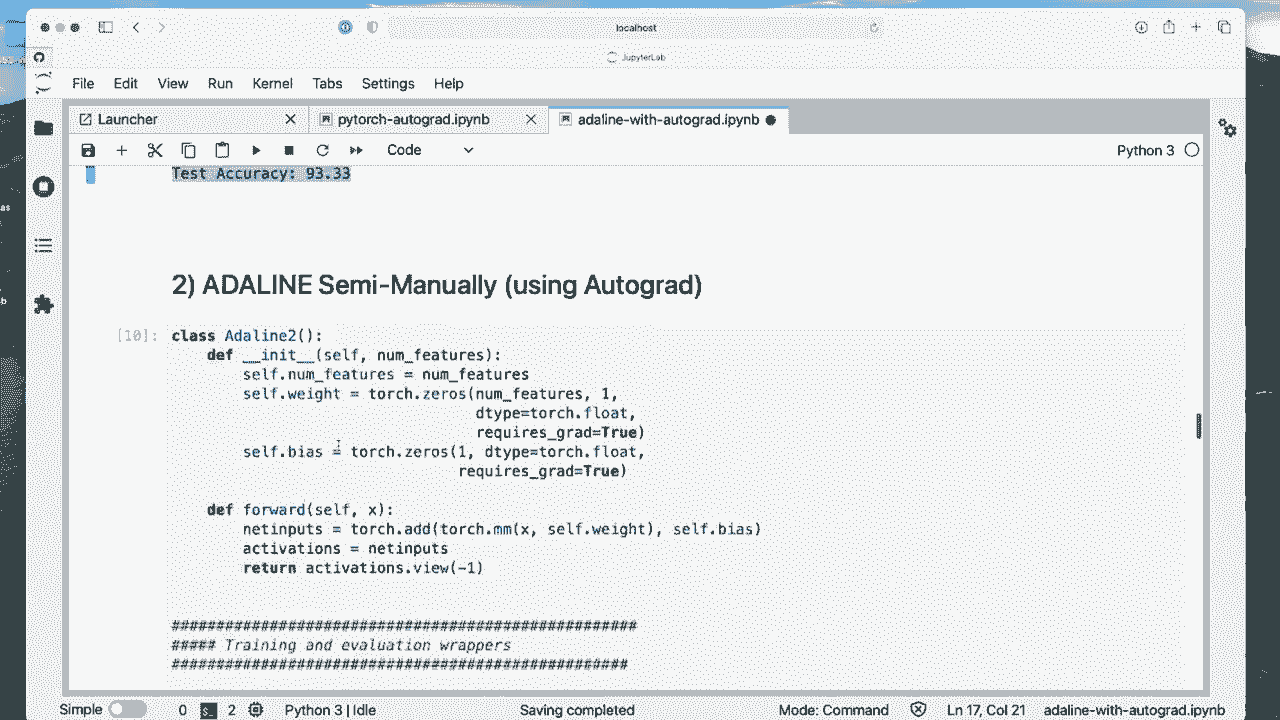 localhost
JupyterLab
File Edit View Run Kernel Tabs Settings Help
Launcher pytorch-autograd.ipynb adaline-with-autograd.ipynb
Code Python 3
Test Accuracy: 93.33
2) ADALINE Semi-Manually (using Autograd)
[10]: class Adaline2():
def __init__(self, num_features):
self.num_features = num_features
self.weight = torch.zeros(num_features, 1,
dtype=torch.float,
requires_grad=True)
self.bias = torch.zeros(1, dtype=torch.float,
requires_grad=True)
def forward(self, x):
netinputs = torch.add(torch.mm(x, self.weight), self.bias)
activations = netinputs
return activations.view(-1)
####################################################
##### Training and evaluation wrappers
###################################################
Simple 0 2 Python 3 | Idle Saving completed Mode: Command Ln 17, Col 21 adaline-with-autograd.ipynb